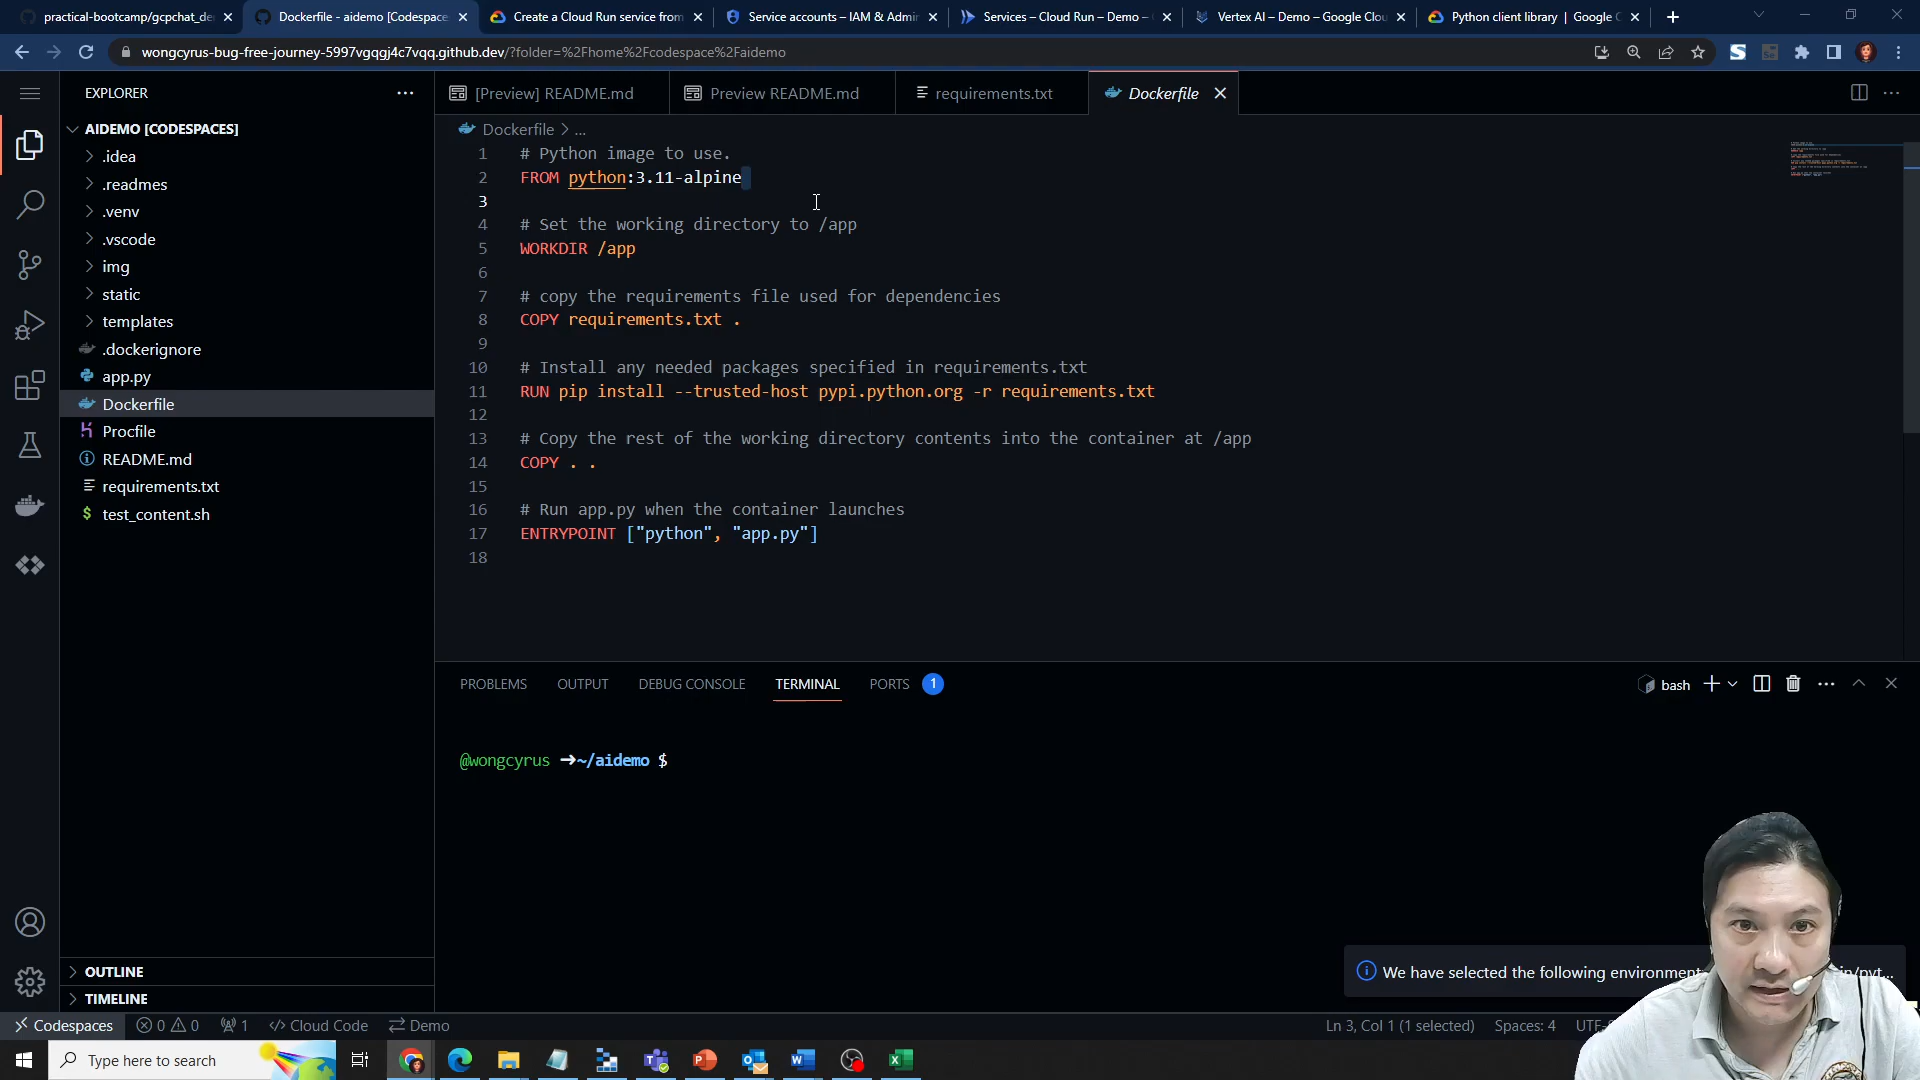 practical-bootcamp/gcpchat_de
Dockerfile - aidemo [Codespace
Create a Cloud Run service from
Service accounts – IAM & Admi
Services – Cloud Run – Demo –
Vertex AI – Demo – Google Clou
Python client library | Google C
wongcyrus-bug-free-journey-5997vgqgj4c7vqq.github.dev/?folder=%2Fhome%2Fcodespace%2Faidemo
EXPLORER
[Preview] README.md
Preview README.md
requirements.txt
Dockerfile
AIDEMO [CODESPACES]
.idea
.readmes
.venv
.vscode
img
static
templates
.dockerignore
app.py
Dockerfile
Procfile
README.md
requirements.txt
test_content.sh
OUTLINE
TIMELINE
Dockerfile > ...
1 # Python image to use.
2 FROM python:3.11-alpine
3
4 # Set the working directory to /app
5 WORKDIR /app
6
7 # copy the requirements file used for dependencies
8 COPY requirements.txt .
9
10 # Install any needed packages specified in requirements.txt
11 RUN pip install --trusted-host pypi.python.org -r requirements.txt
12
13 # Copy the rest of the working directory contents into the container at /app
14 COPY . .
15
16 # Run app.py when the container launches
17 ENTRYPOINT ["python", "app.py"]
18
PROBLEMS
OUTPUT
DEBUG CONSOLE
TERMINAL
PORTS 1
bash
@wongcyrus ➜~/aidemo $
We have selected the following environment
Codespaces
0 0
1
Cloud Code
Demo
Ln 3, Col 1 (1 selected)
Spaces: 4
UTF-
Type here to search